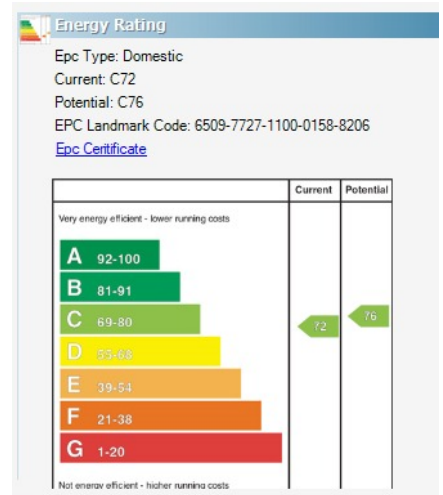 Energy Rating
Epc Type: Domestic
Current: C72
Potential: C76
EPC Landmark Code: 6509-7727-1100-0158-8206
Epc Ceritificate
Current Potential
Very energy efficient - lower running costs
A 92-100
B 81-91
C 69-80
D 55-68
E 39-54
F 21-38
G 1-20
72
76
Not energy efficient - higher running costs